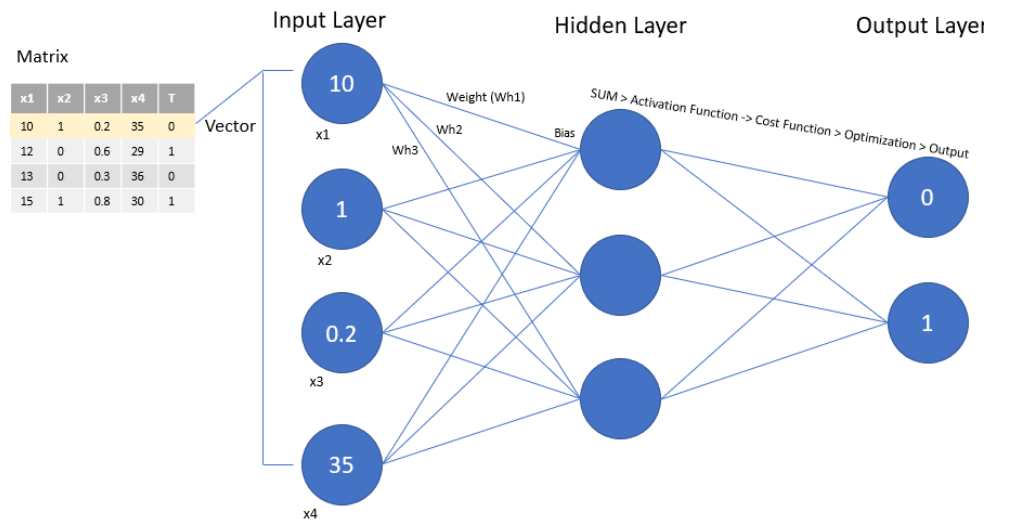 Input Layer
Hidden Layer
Output Layer
Matrix
x1 x2 x3 x4 T
10 1 0.2 35 0
12 0 0.6 29 1
13 0 0.3 36 0
15 1 0.8 30 1
Vector
10
x1
1
x2
0.2
x3
35
x4
Weight (Wh1)
Wh2
Wh3
Bias
SUM > Activation Function -> Cost Function > Optimization > Output
0
1